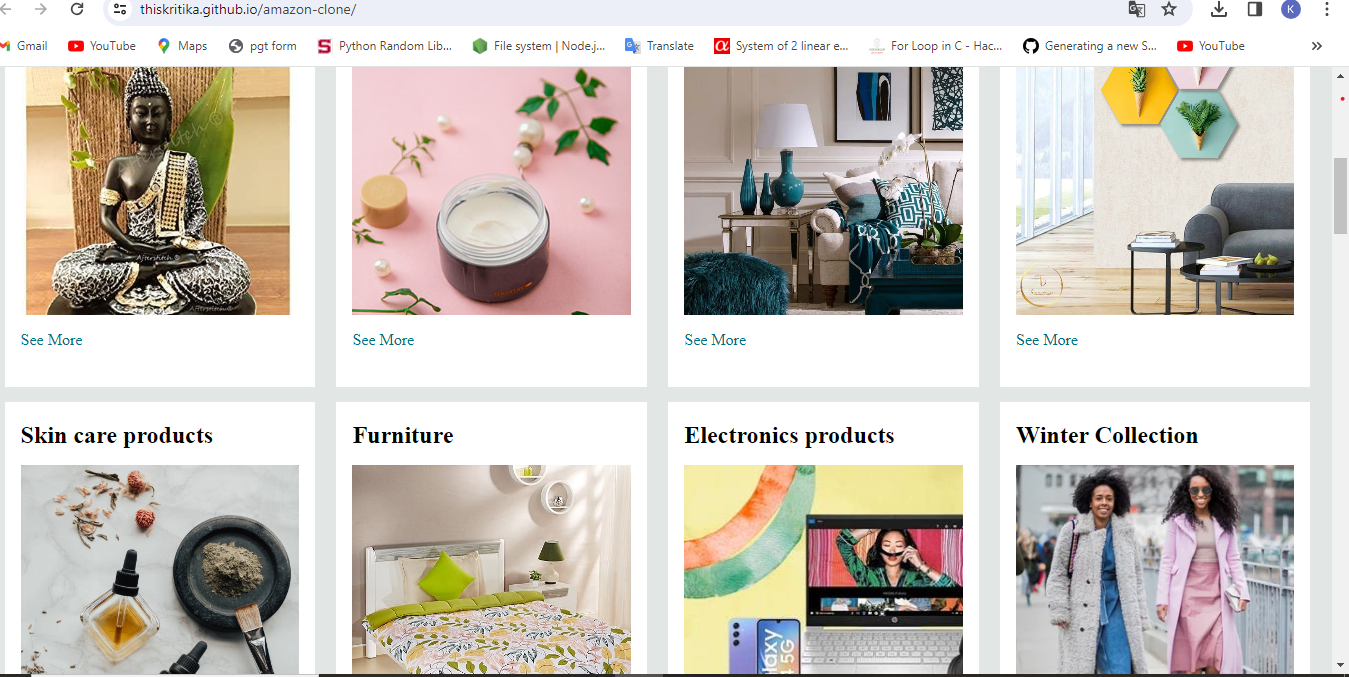 thiskritika.github.io/amazon-clone/
K
Gmail
YouTube
Maps
pgt form
Python Random Lib...
File system | Node.j...
Translate
System of 2 linear e...
For Loop in C - Hac...
Generating a new S...
YouTube
»
Afterstitch ©
Afterstitch ©
See More
See More
See More
See More
Skin care products
Furniture
Electronics products
Winter Collection
5G